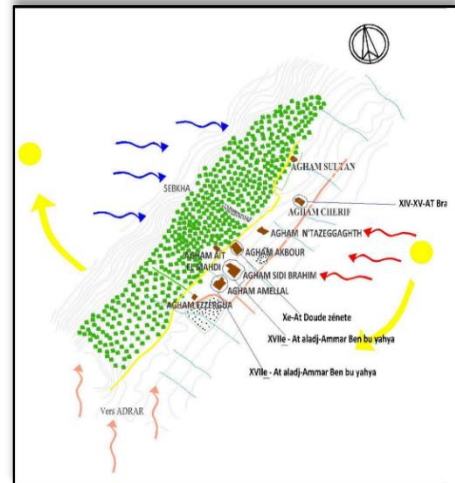 AGHAM SULTAN
SEBKHA
XIV-XV-AT Bra
AGHAM CHERIF
AGHAM N'TAZEGGAGHTH
AGHAM AIT
EL MAHDI
AGHAM AKBOUR
AGHAM SIDI BRAHIM
AGHAM AMELLAL
AGHAM EZZERGUA
Xe-At Doude zénete
XVIIe - At aladj-Ammar Ben bu yahya
XVIIe - At aladj-Ammar Ben bu yahya
Vers ADRAR